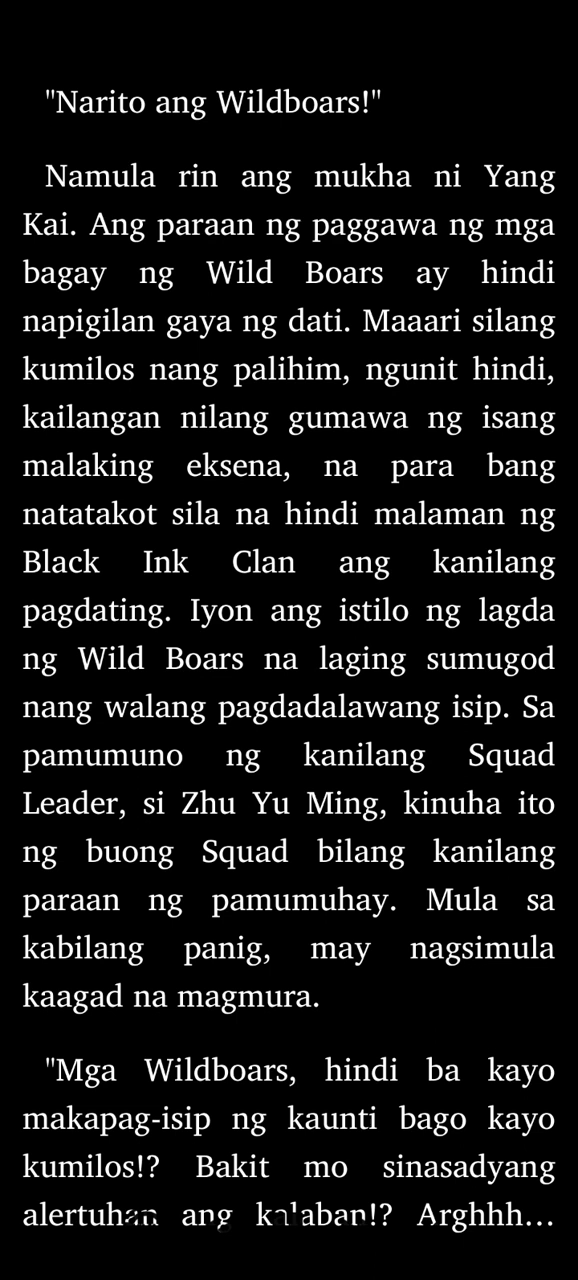 "Narito ang Wildboars!"
Namula rin ang mukha ni Yang
Kai. Ang paraan ng paggawa ng mga
bagay ng Wild Boars ay hindi
napigilan gaya ng dati. Maaari silang
kumilos nang palihim, ngunit hindi,
kailangan nilang gumawa ng isang
malaking eksena, na para bang
natatakot sila na hindi malaman ng
Black Ink Clan ang kanilang
pagdating. Iyon ang istilo ng lagda
ng Wild Boars na laging sumugod
nang walang pagdadalawang isip. Sa
pamumuno ng kanilang Squad
Leader, si Zhu Yu Ming, kinuha ito
ng buong Squad bilang kanilang
paraan ng pamumuhay. Mula sa
kabilang panig, may nagsimula
kaagad na magmura.
"Mga Wildboars, hindi ba kayo
makapag-isip ng kaunti bago kayo
kumilos!? Bakit mo sinasadyang
alertuhan ang kalaban!? Arghhh...